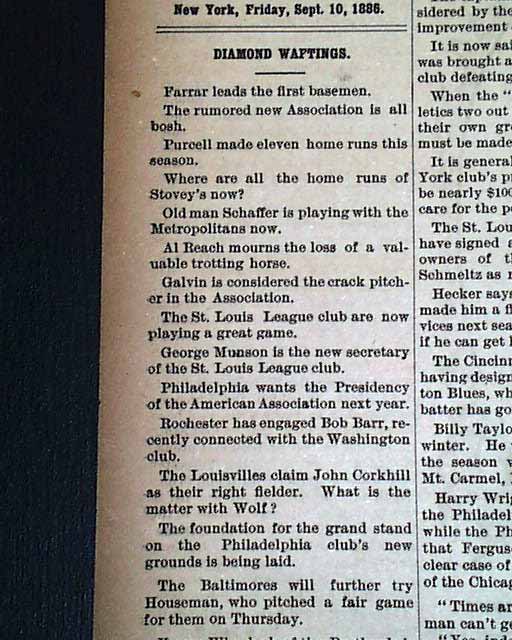 New York, Friday, Sept. 10, 1886.
DIAMOND WAFTINGS.
Farrar leads the first basemen.
The rumored new Association is all
bosh.
Purcell made eleven home runs this
season.
Where are all the home runs of
Stovey's now?
Old man Schaffer is playing with the
Metropolitans now.
Al Reach mourns the loss of a val-
uable trotting horse.
Galvin is considered the crack pitch-
er in the Association.
The St. Louis League club are now
playing a great game.
George Munson is the new secretary
of the St. Louis League club.
Philadelphia wants the Presidency
of the American Association next year.
Rochester has engaged Bob Barr, re-
cently connected with the Washington
club.
The Louisvilles claim John Corkhill
as their right fielder. What is the
matter with Wolf?
The foundation for the grand stand
on the Philadelphia club's new
grounds is being laid.
The Baltimores will further try
Houseman, who pitched a fair game
for them on Thursday.
sidered by the
improvement
It is now sai
was brought a
club defeating
When the "
letics two out
their own gr
must be made
It is general
York club's p
be nearly $100
care for the p
The St. Lou
have signed
owners of t
Schmeltz as
Hecker says
made him a f
vices next sea
if he can get
The Cincin
having design
ton Blues, wh
batter has go
Billy Taylo
winter. He
the season
Mt. Carmel,
Harry Wrig
the Philadel
while the Ph
that Fergus
clear case of
of the Chicag
"Times ar
man can't ge